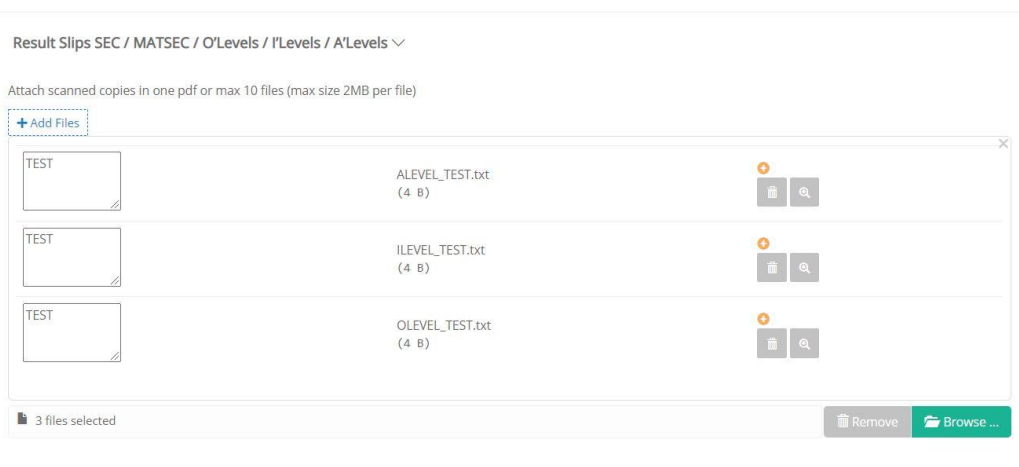 Result Slips SEC / MATSEC / O'Levels / I'Levels / A'Levels
Attach scanned copies in one pdf or max 10 files (max size 2MB per file)
Add Files
TEST
ALEVEL_TEST.txt
(4 B)
TEST
ILEVEL_TEST.txt
(4 B)
TEST
OLEVEL_TEST.txt
(4 B)
3 files selected
Remove
Browse ...